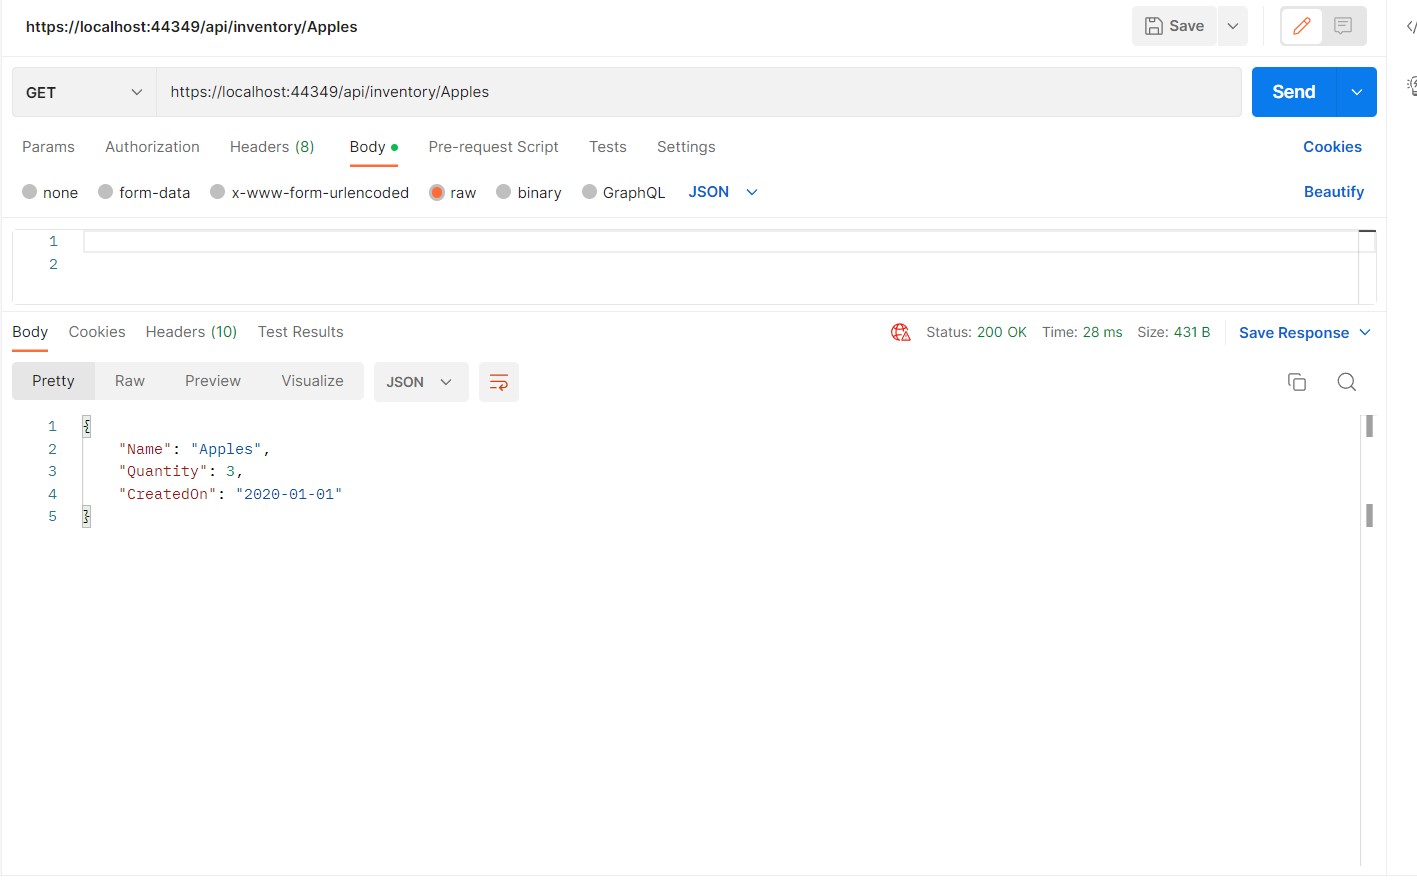 https://localhost:44349/api/inventory/Apples
Save
GET
https://localhost:44349/api/inventory/Apples
Send
Params Authorization Headers (8) Body Pre-request Script Tests Settings Cookies
none form-data x-www-form-urlencoded raw binary GraphQL JSON Beautify
1
2
Body Cookies Headers (10) Test Results Status: 200 OK Time: 28 ms Size: 431 B Save Response
Pretty Raw Preview Visualize JSON
1 {
2 "Name": "Apples",
3 "Quantity": 3,
4 "CreatedOn": "2020-01-01"
5 }